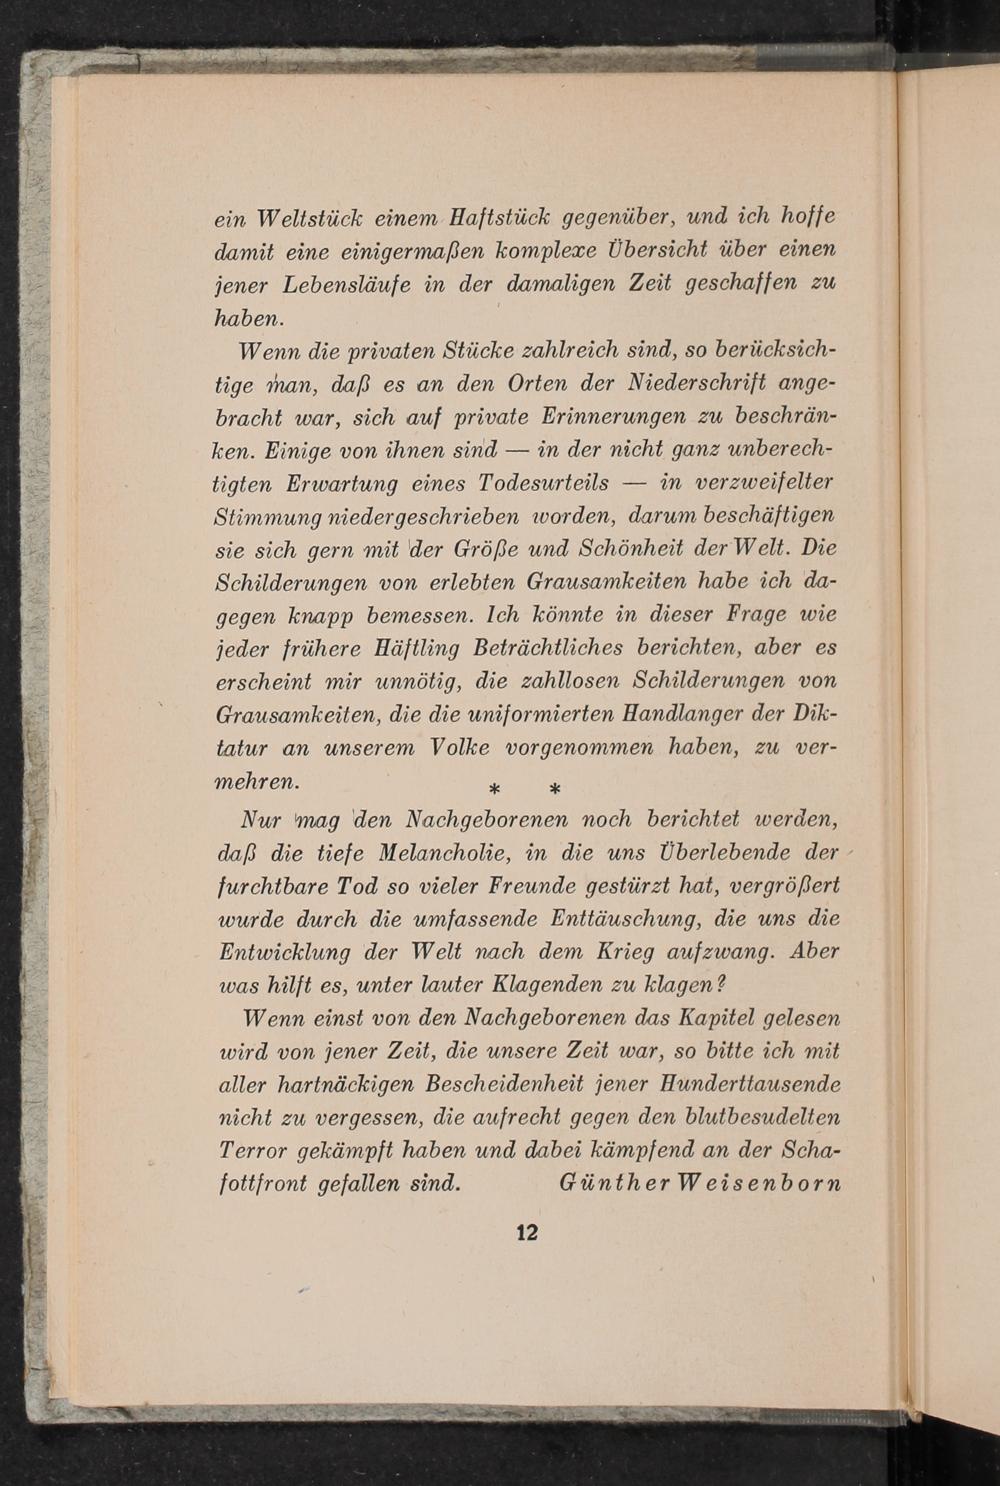 ein Weltstück einem Haftstück gegenüber, und ich hoffe
damit eine einigermaßen komplexe Übersicht über einen
jener Lebensläufe in der damaligen Zeit geschaffen zu
haben.
Wenn die privaten Stücke zahlreich sind, so berücksich-
tige man, daß es an den Orten der Niederschrift ange-
bracht war, sich auf private Erinnerungen zu beschrän-
ken. Einige von ihnen sind — in der nicht ganz unberech-
tigten Erwartung eines Todesurteils — in verzweifelter
Stimmung niedergeschrieben worden, darum beschäftigen
sie sich gern mit der Größe und Schönheit der Welt. Die
Schilderungen von erlebten Grausamkeiten habe ich da-
gegen knapp bemessen. Ich könnte in dieser Frage wie
jeder frühere Häftling Beträchtliches berichten, aber es
erscheint mir unnötig, die zahllosen Schilderungen von
Grausamkeiten, die die uniformierten Handlanger der Dik-
tatur an unserem Volke vorgenommen haben, zu ver-
mehren.
* *
Nur mag den Nachgeborenen noch berichtet werden,
daß die tiefe Melancholie, in die uns Überlebende der
furchtbare Tod so vieler Freunde gestürzt hat, vergrößert
wurde durch die umfassende Enttäuschung, die uns die
Entwicklung der Welt nach dem Krieg aufzwang. Aber
was hilft es, unter lauter Klagenden zu klagen?
Wenn einst von den Nachgeborenen das Kapitel gelesen
wird von jener Zeit, die unsere Zeit war, so bitte ich mit
aller hartnäckigen Bescheidenheit jener Hunderttausende
nicht zu vergessen, die aufrecht gegen den blutbesudelten
Terror gekämpft haben und dabei kämpfend an der Scha-
fottfront gefallen sind. Günther Weisenborn
12